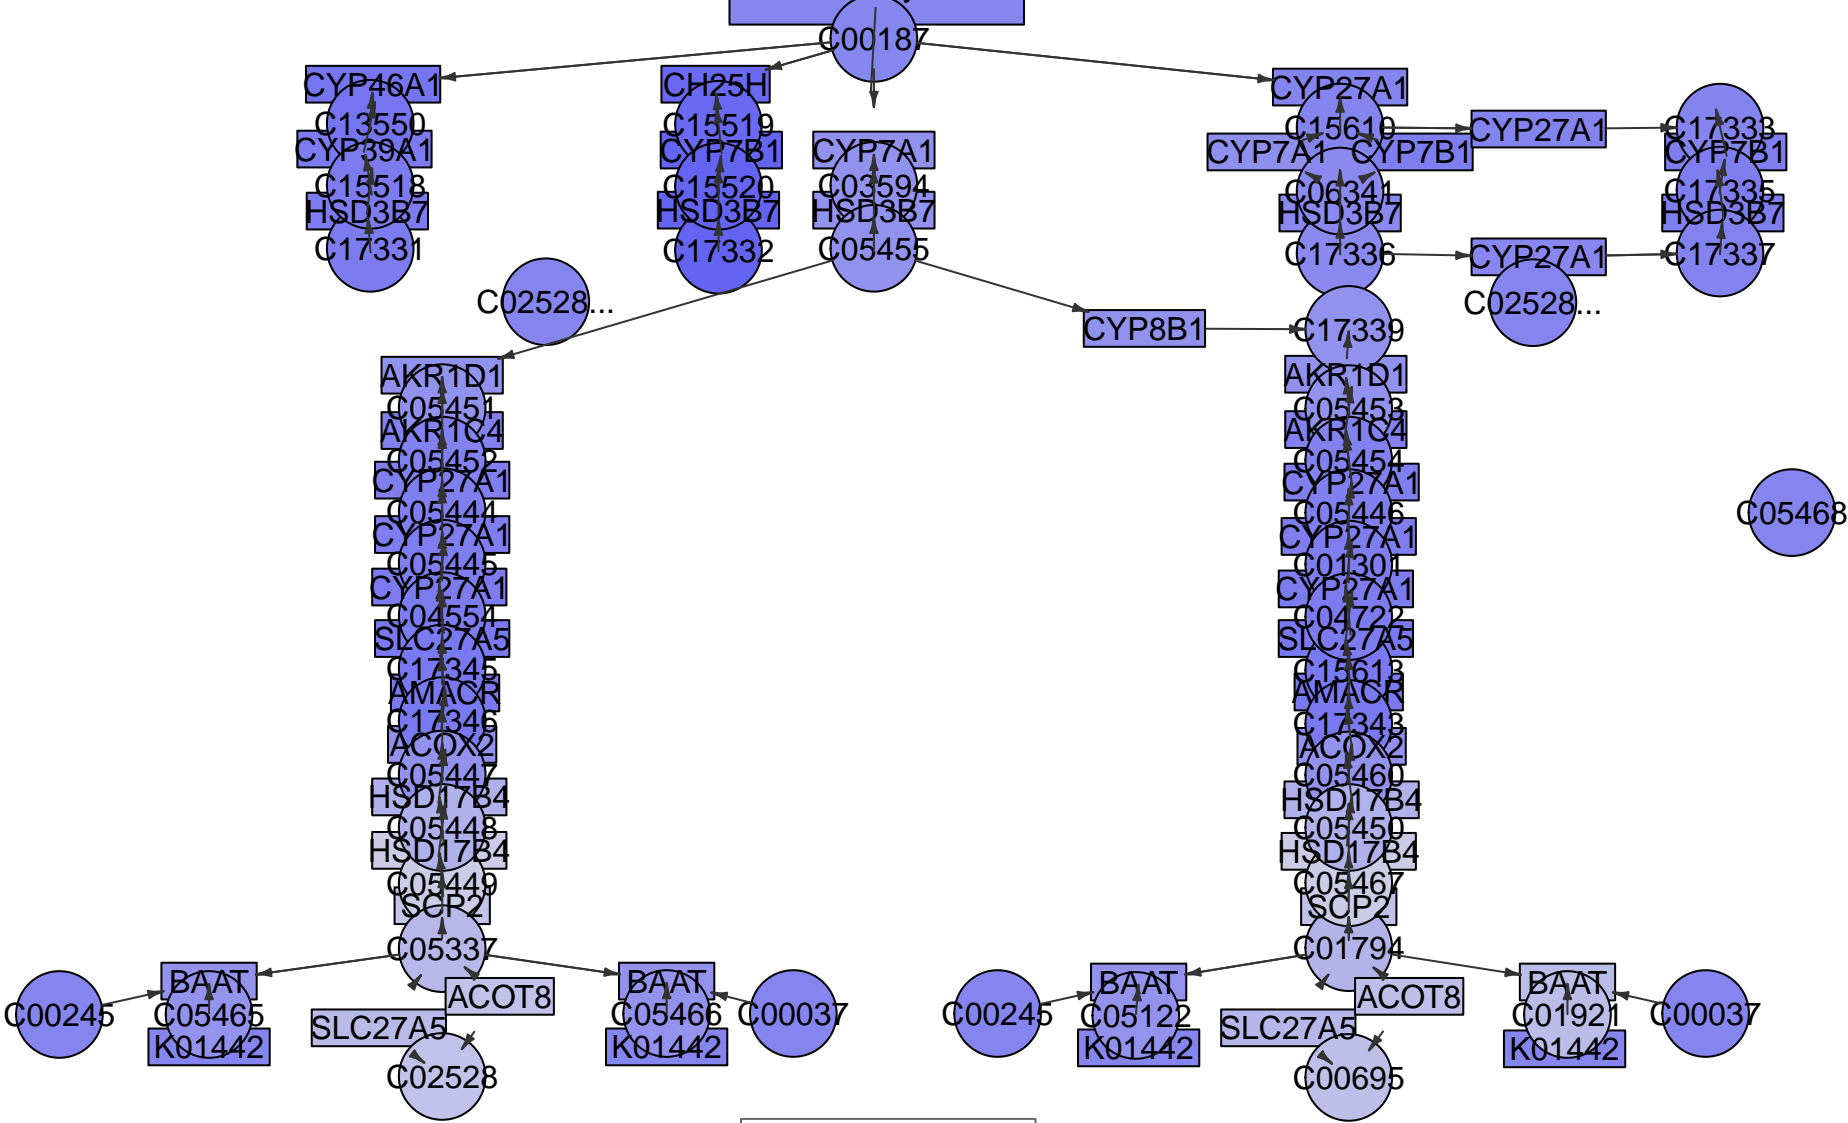 C00187
CYP46A1
CH25H
CYP27A1
C13550
C15519
C15610
CYP27A1
C17333
CYP39A1
CYP7B1
CYP7A1
CYP7A1
CYP7B1
CYP7B1
C15518
C15520
C03594
C06341
C17335
HSD3B7
HSD3B7
HSD3B7
HSD3B7
HSD3B7
C17331
C17332
C05455
C17336
CYP27A1
C17337
C02528...
C02528...
CYP8B1
C17339
AKR1D1
AKR1D1
C05451
C05453
AKR1C4
AKR1C4
C05452
C05454
CYP27A1
CYP27A1
C05444
C05446
C05468
CYP27A1
CYP27A1
C05445
C01301
CYP27A1
CYP27A1
C04554
C04722
SLC27A5
SLC27A5
C17345
C15613
AMACR
AMACR
C17346
C17343
ACOX2
ACOX2
C05447
C05460
HSD17B4
HSD17B4
C05448
C05450
HSD17B4
HSD17B4
C05449
C05467
SCP2
SCP2
C05337
C01794
BAAT
BAAT
BAAT
BAAT
ACOT8
ACOT8
C00245
C05465
C05466
C00037
C00245
C05122
C01921
C00037
SLC27A5
SLC27A5
K01442
K01442
K01442
K01442
C02528
C00695